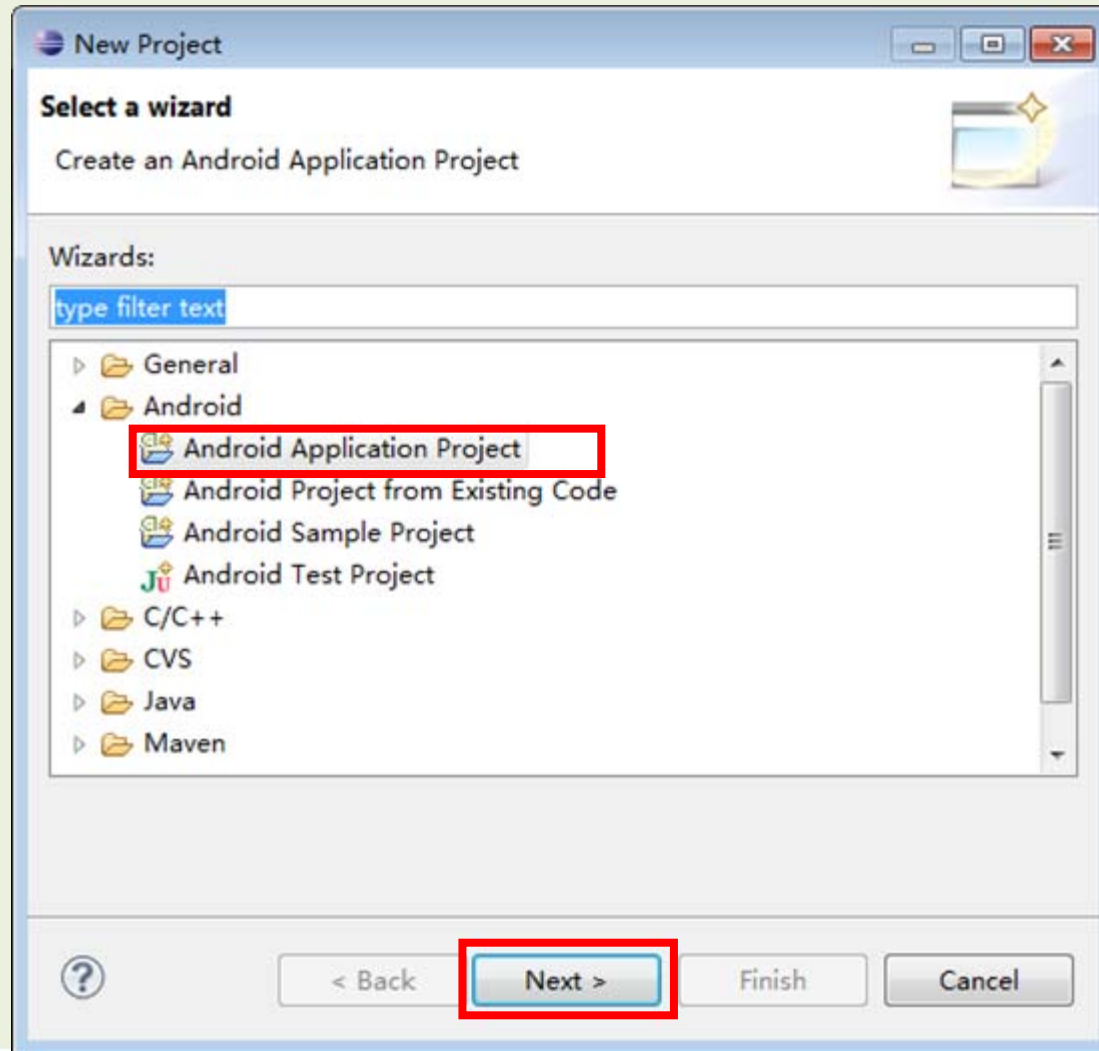 New Project
Select a wizard
Create an Android Application Project
Wizards:
type filter text
General
Android
Android Application Project
Android Project from Existing Code
Android Sample Project
Android Test Project
C/C++
CVS
Java
Maven
< Back
Next >
Finish
Cancel